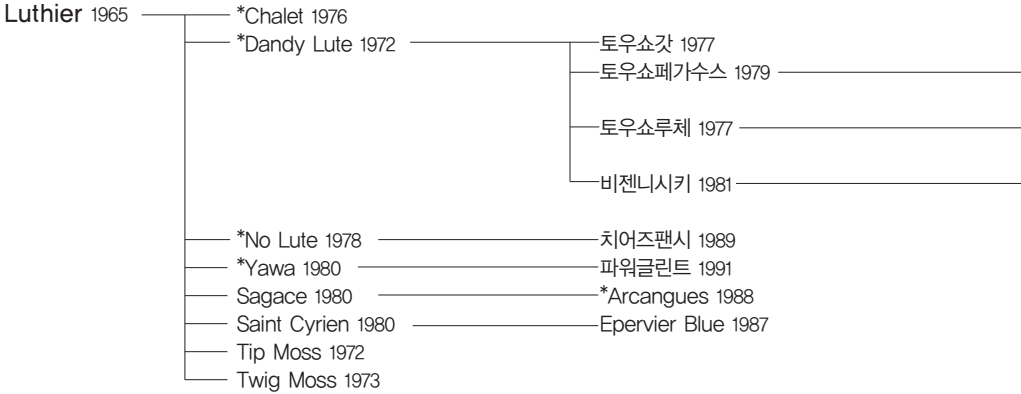 Luthier 1965 *Chalet 1976
*Dandy Lute 1972 토우쇼갓 1977
토우쇼페가수스 1979
토우쇼루체 1977
비젠니시키 1981
*No Lute 1978 치어즈팬시 1989
*Yawa 1980 파워글린트 1991
Sagace 1980 *Arcangues 1988
Saint Cyrien 1980 Epervier Blue 1987
Tip Moss 1972
Twig Moss 1973